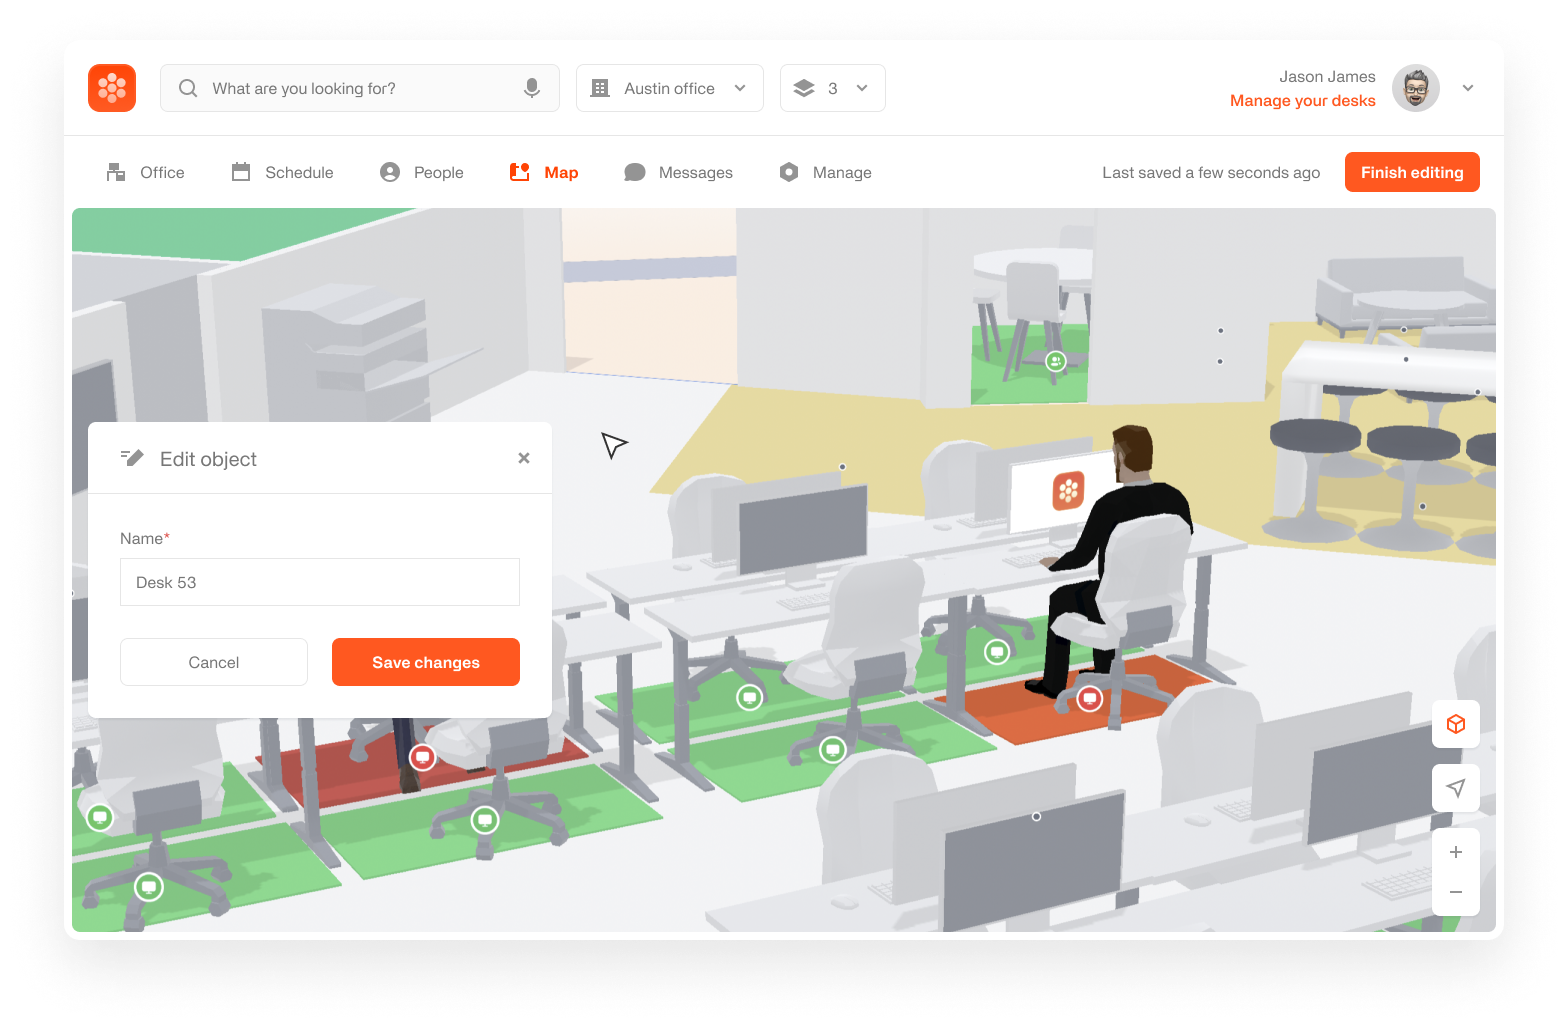 What are you looking for?
Austin office
3
Jason James
Manage your desks
Office
Schedule
People
Map
Messages
Manage
Last saved a few seconds ago
Finish editing
Edit object
Name*
Desk 53
Cancel
Save changes